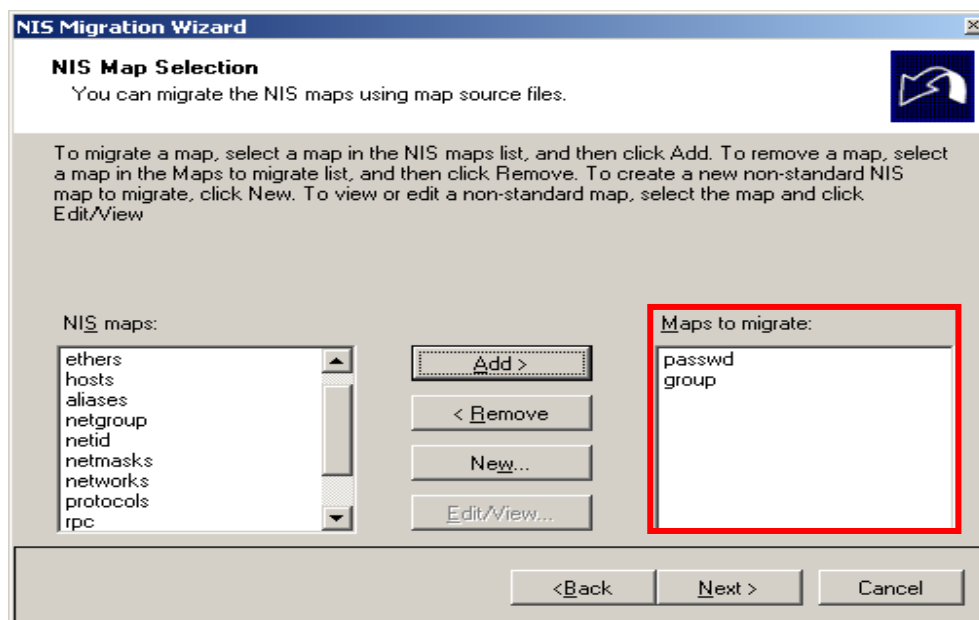 NIS Migration Wizard
NIS Map Selection
You can migrate the NIS maps using map source files.
To migrate a map, select a map in the NIS maps list, and then click Add. To remove a map, select
a map in the Maps to migrate list, and then click Remove. To create a new non-standard NIS
map to migrate, click New. To view or edit a non-standard map, select the map and click
Edit/View
NIS maps:
ethers
hosts
aliases
netgroup
netid
netmasks
networks
protocols
rpc
Add >
< Remove
New...
Edit/View...
Maps to migrate:
passwd
group
<Back
Next >
Cancel